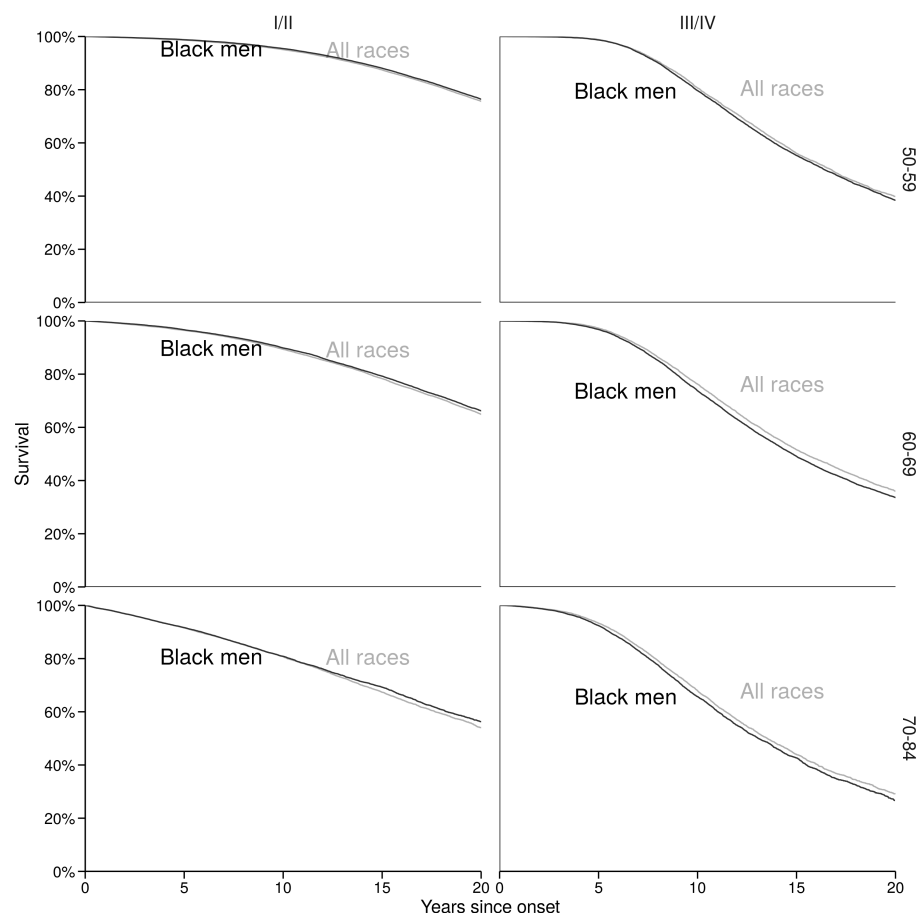 I/II
III/IV
100%
80%
60%
40%
20%
0%
Black men
All races
Black men
All races
50-59
100%
80%
60%
40%
20%
0%
Black men
All races
Black men
All races
60-69
Survival
100%
80%
60%
40%
20%
0%
Black men
All races
Black men
All races
70-84
0 5 10 15 20
0 5 10 15 20
Years since onset